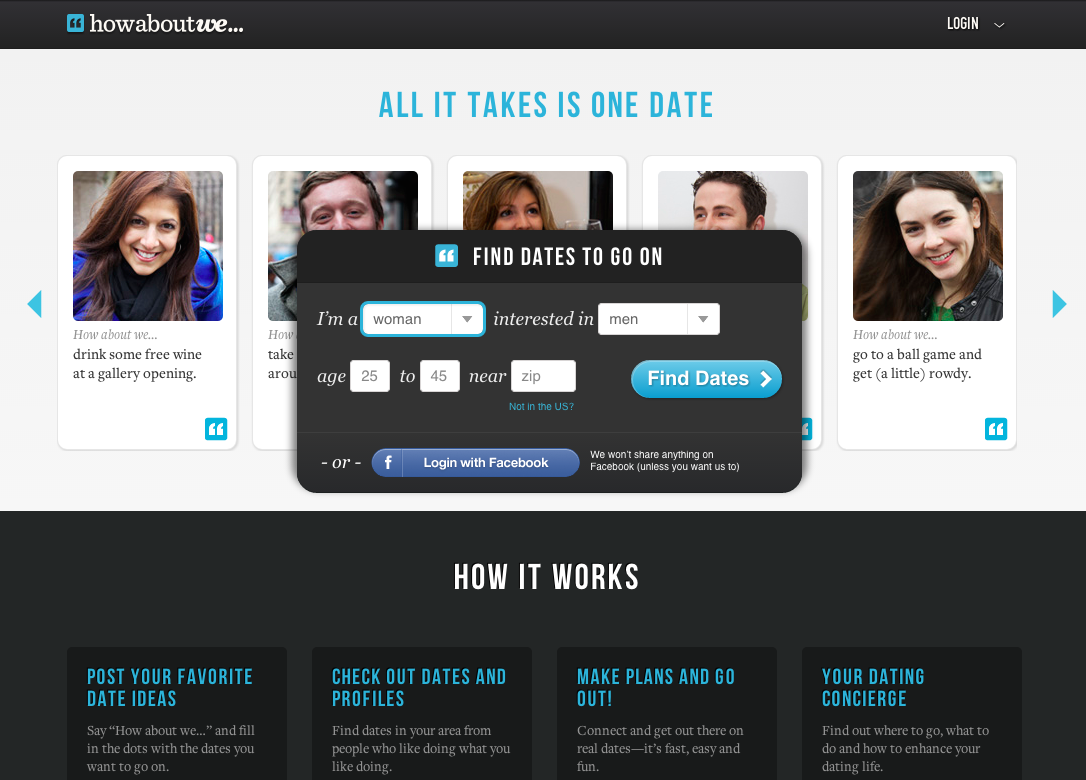 howaboutwe...
LOGIN
ALL IT TAKES IS ONE DATE
How about we...
drink some free wine
at a gallery opening.
How
take
arou
How about we...
go to a ball game and
get (a little) rowdy.
FIND DATES TO GO ON
I'm a woman interested in men
age 25 to 45 near zip
Find Dates
Not in the US?
- or -
f Login with Facebook
We won't share anything on
Facebook (unless you want us to)
HOW IT WORKS
POST YOUR FAVORITE
DATE IDEAS
Say “How about we...” and fill
in the dots with the dates you
want to go on.
CHECK OUT DATES AND
PROFILES
Find dates in your area from
people who like doing what you
like doing.
MAKE PLANS AND GO
OUT!
Connect and get out there on
real dates—it's fast, easy and
fun.
YOUR DATING
CONCIERGE
Find out where to go, what to
do and how to enhance your
dating life.